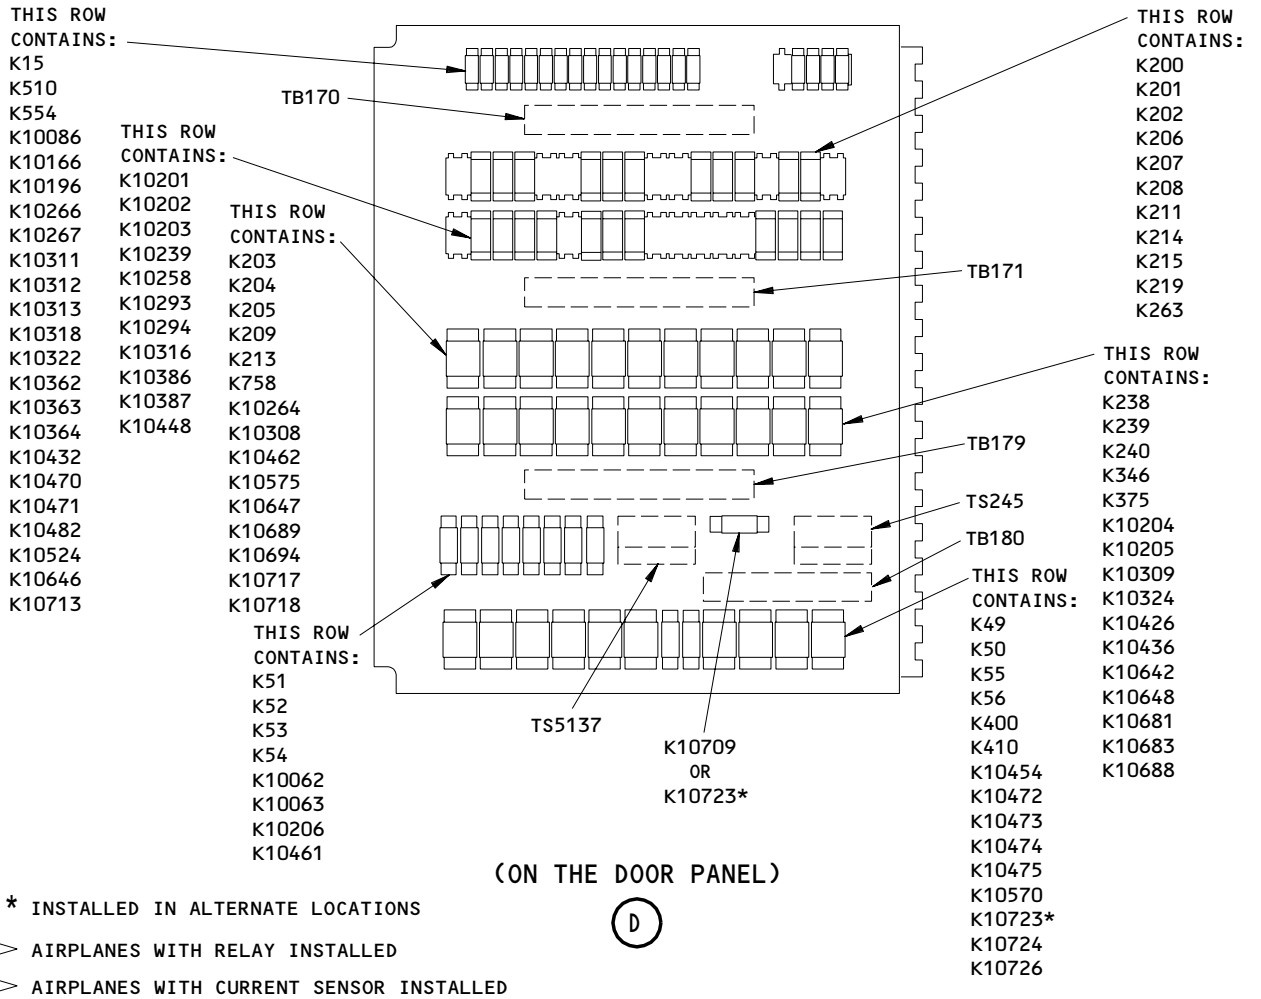 THIS ROW
CONTAINS:
K15
K510
K554
K10086
K10166
K10196
K10266
K10267
K10311
K10312
K10313
K10318
K10322
K10362
K10363
K10364
K10432
K10470
K10471
K10482
K10524
K10646
K10713
THIS ROW
CONTAINS:
K10201
K10202
K10203
K10239
K10258
K10293
K10294
K10316
K10386
K10387
K10448
THIS ROW
CONTAINS:
K203
K204
K205
K209
K213
K758
K10264
K10308
K10462
K10575
K10647
K10689
K10694
K10717
K10718
THIS ROW
CONTAINS:
K51
K52
K53
K54
K10062
K10063
K10206
K10461
TB170
TS5137
K10709
OR
K10723*
TB171
TB179
TS245
TB180
THIS ROW
CONTAINS:
K49
K50
K55
K56
K400
K410
K10454
K10472
K10473
K10474
K10475
K10570
K10723*
K10724
K10726
THIS ROW
CONTAINS:
K200
K201
K202
K206
K207
K208
K211
K214
K215
K219
K263
THIS ROW
CONTAINS:
K238
K239
K240
K346
K375
K10204
K10205
K10309
K10324
K10426
K10436
K10642
K10648
K10681
K10683
K10688
(ON THE DOOR PANEL)
D
* INSTALLED IN ALTERNATE LOCATIONS
AIRPLANES WITH RELAY INSTALLED
AIRPLANES WITH CURRENT SENSOR INSTALLED